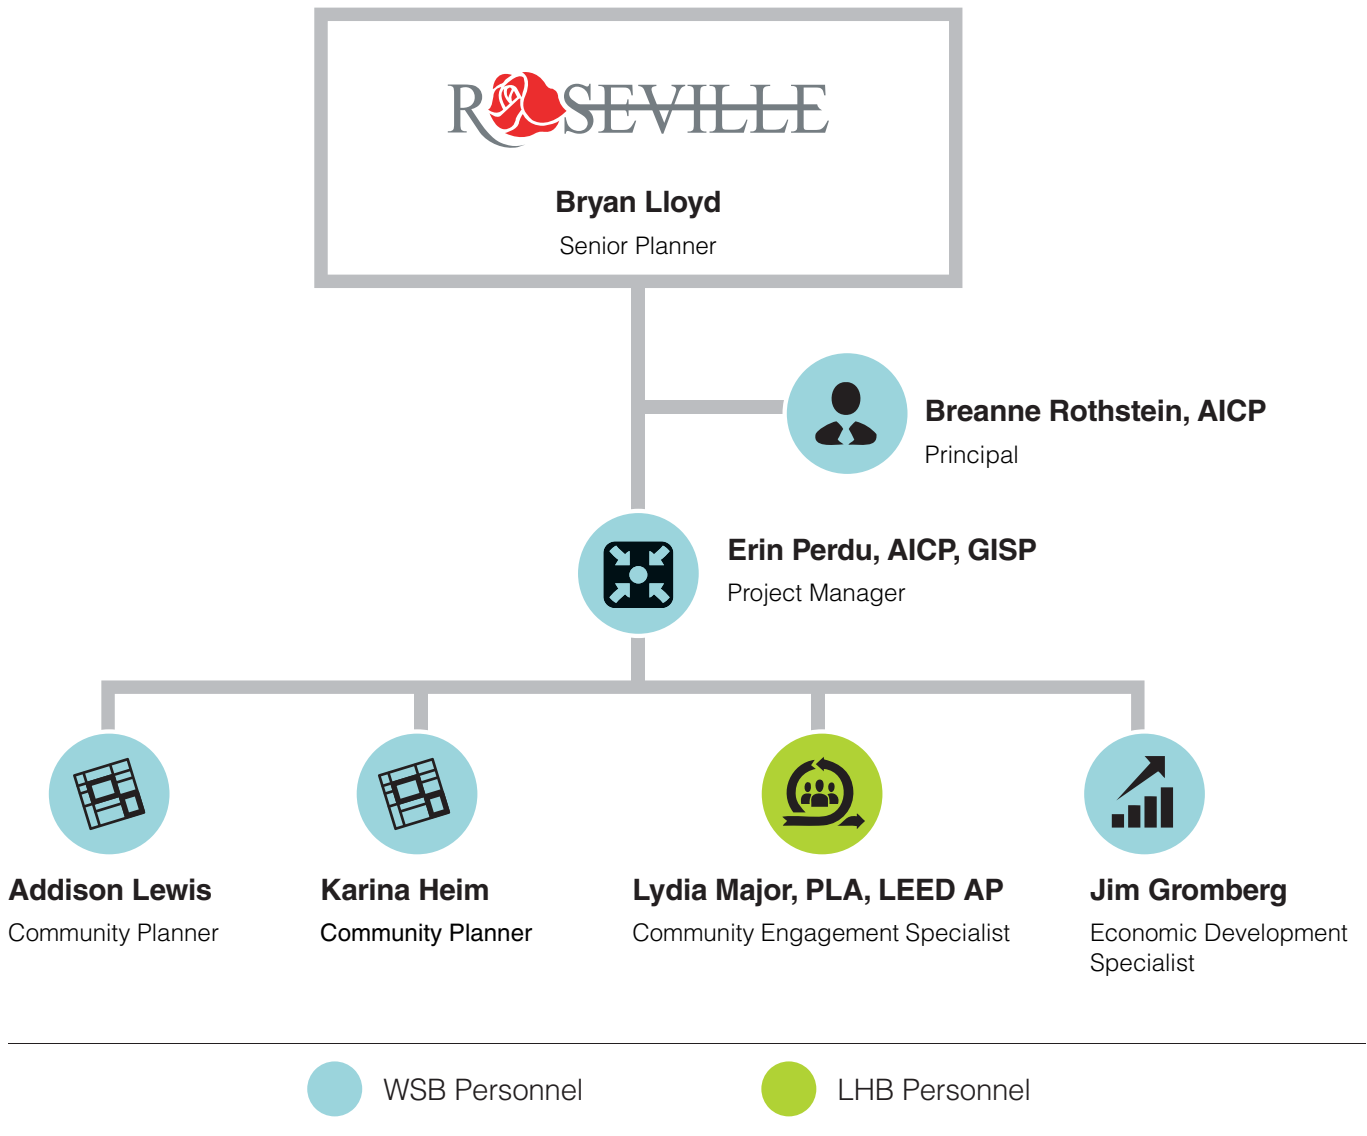 ROSEVILLE
Bryan Lloyd
Senior Planner
Breanne Rothstein, AICP
Principal
Erin Perdu, AICP, GISP
Project Manager
Addison Lewis
Community Planner
Karina Heim
Community Planner
Lydia Major, PLA, LEED AP
Community Engagement Specialist
Jim Gromberg
Economic Development
Specialist
WSB Personnel
LHB Personnel